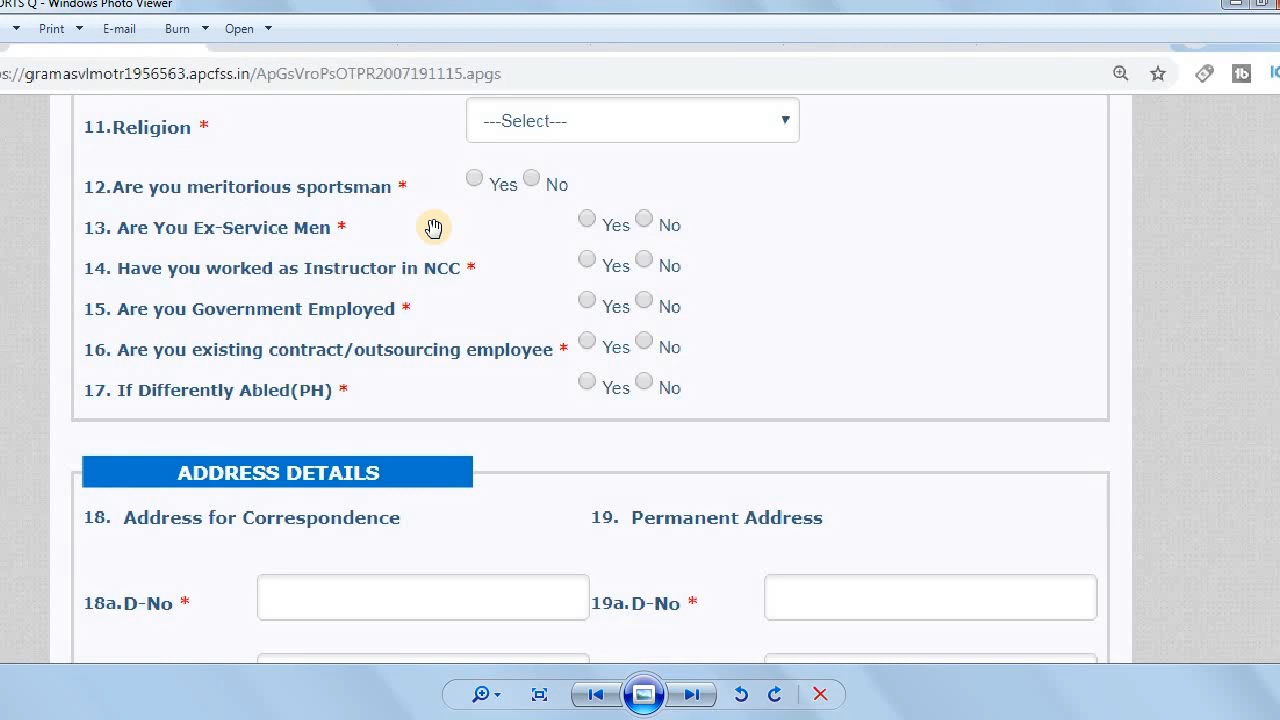 ORTS Q - Windows Photo Viewer
Print E-mail Burn Open
s://gramasvlmotr1956563.apcfss.in/ApGsVroPsOTPR2007191115.apgs
11.Religion * ---Select---
12.Are you meritorious sportsman * Yes No
13. Are You Ex-Service Men * Yes No
14. Have you worked as Instructor in NCC * Yes No
15. Are you Government Employed * Yes No
16. Are you existing contract/outsourcing employee * Yes No
17. If Differently Abled(PH) * Yes No
ADDRESS DETAILS
18. Address for Correspondence 19. Permanent Address
18a.D-No * 19a.D-No *